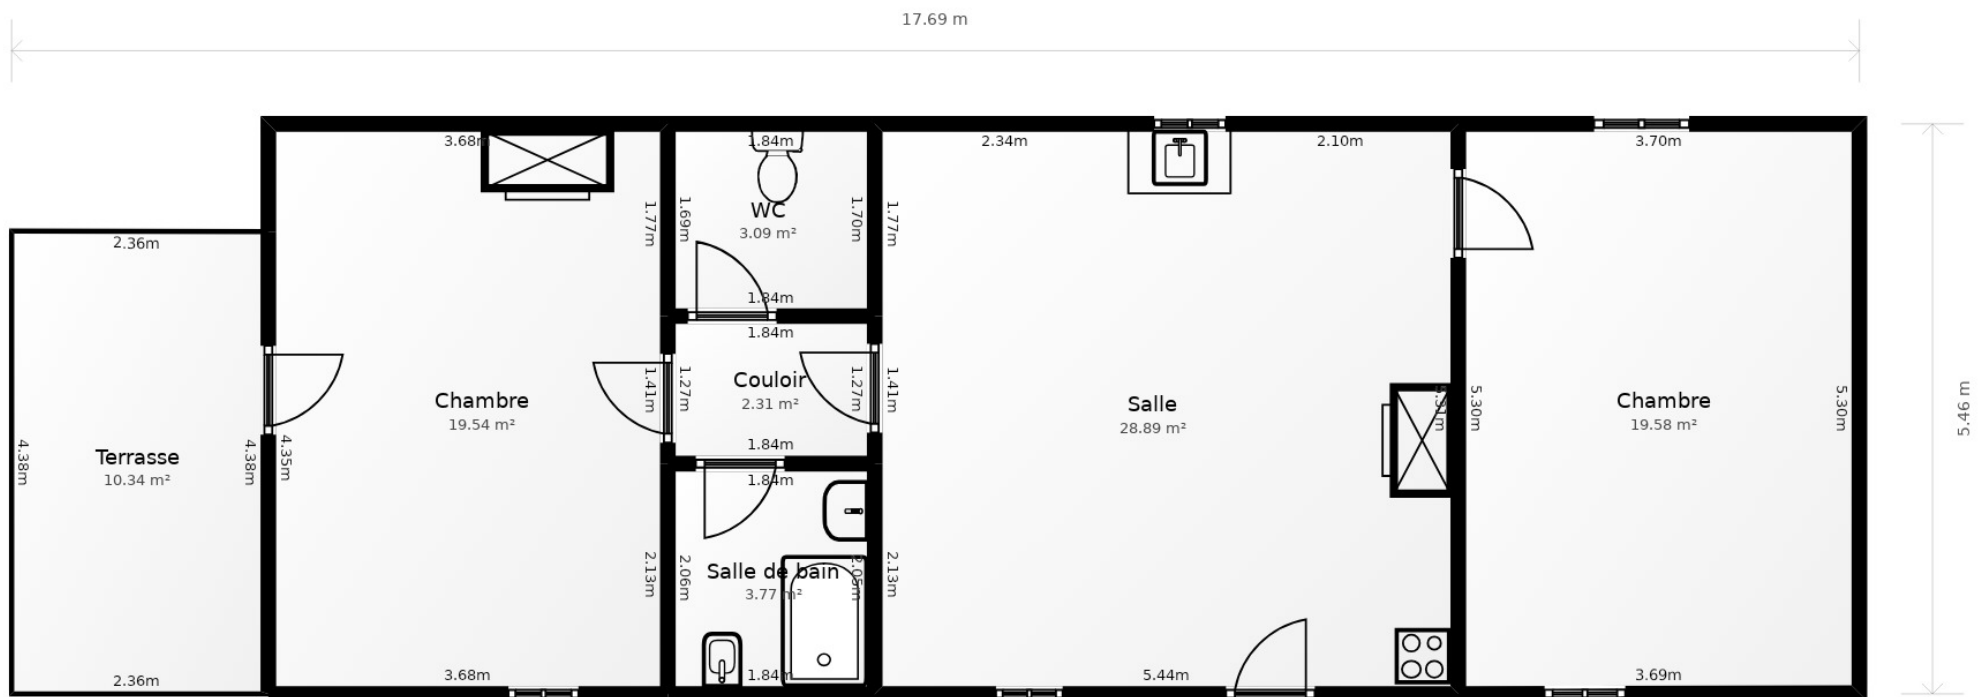 17.69 m
3.68m
1.84m
2.34m
2.10m
3.70m
1.77m
1.69m
WC
3.09 m²
1.70m
1.77m
2.36m
1.84m
1.84m
Couloir
2.31 m²
1.41m
1.27m
1.27m
1.41m
Chambre
19.54 m²
Salle
28.89 m²
5.31m
5.30m
Chambre
19.58 m²
5.30m
5.46 m
1.84m
Terrasse
10.34 m²
4.38m
4.38m
4.35m
1.84m
2.13m
2.06m
Salle de bain
3.77 m²
2.05m
2.13m
2.36m
3.68m
1.84m
5.44m
3.69m